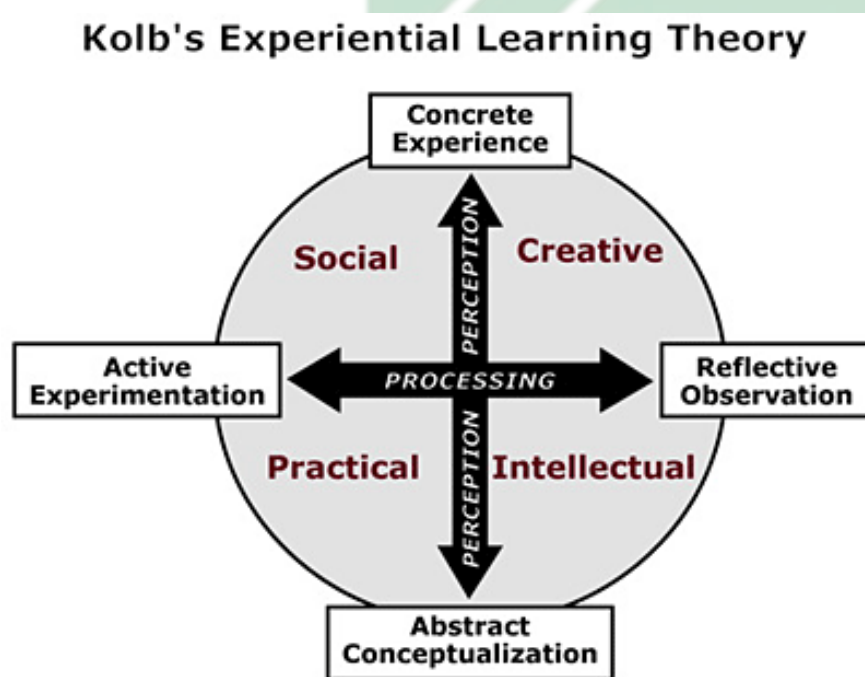 Kolb's Experiential Learning Theory
Concrete
Experience
Social
Creative
PERCEPTION
Active
Experimentation
PROCESSING
Reflective
Observation
Practical
PERCEPTION
Intellectual
Abstract
Conceptualization